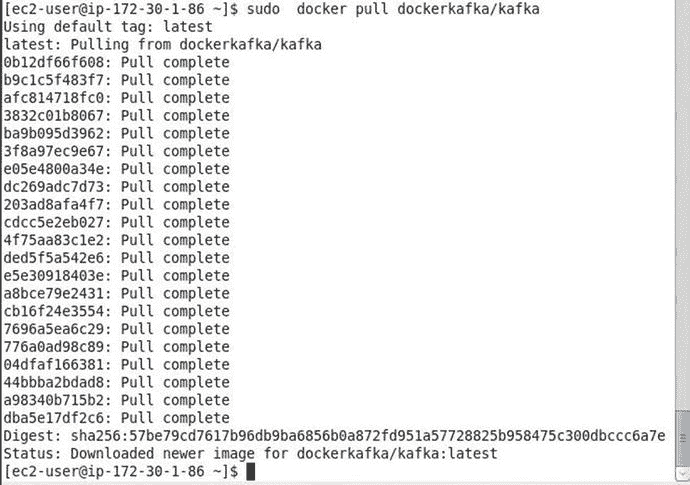 [ec2-user@ip-172-30-1-86 ~]$ sudo  docker pull dockerkafka/kafka
Using default tag: latest
latest: Pulling from dockerkafka/kafka
0b12df66f608: Pull complete
b9c1c5f483f7: Pull complete
afc814718fc0: Pull complete
3832c01b8067: Pull complete
ba9b095d3962: Pull complete
3f8a97ec9e67: Pull complete
e05e4800a34e: Pull complete
dc269adc7d73: Pull complete
203ad8afa4f7: Pull complete
cdcc5e2eb027: Pull complete
4f75aa83c1e2: Pull complete
ded5f5a542e6: Pull complete
e5e30918403e: Pull complete
a8bce79e2431: Pull complete
cb16f24e3554: Pull complete
7696a5ea6c29: Pull complete
776a0ad98c89: Pull complete
04dfaf166381: Pull complete
44bbba2bdad8: Pull complete
a98340b715b2: Pull complete
dba5e17df2c6: Pull complete
Digest: sha256:57be79cd7617b96db9ba6856b0a872fd951a57728825b958475c300dbccc6a7e
Status: Downloaded newer image for dockerkafka/kafka:latest
[ec2-user@ip-172-30-1-86 ~]$